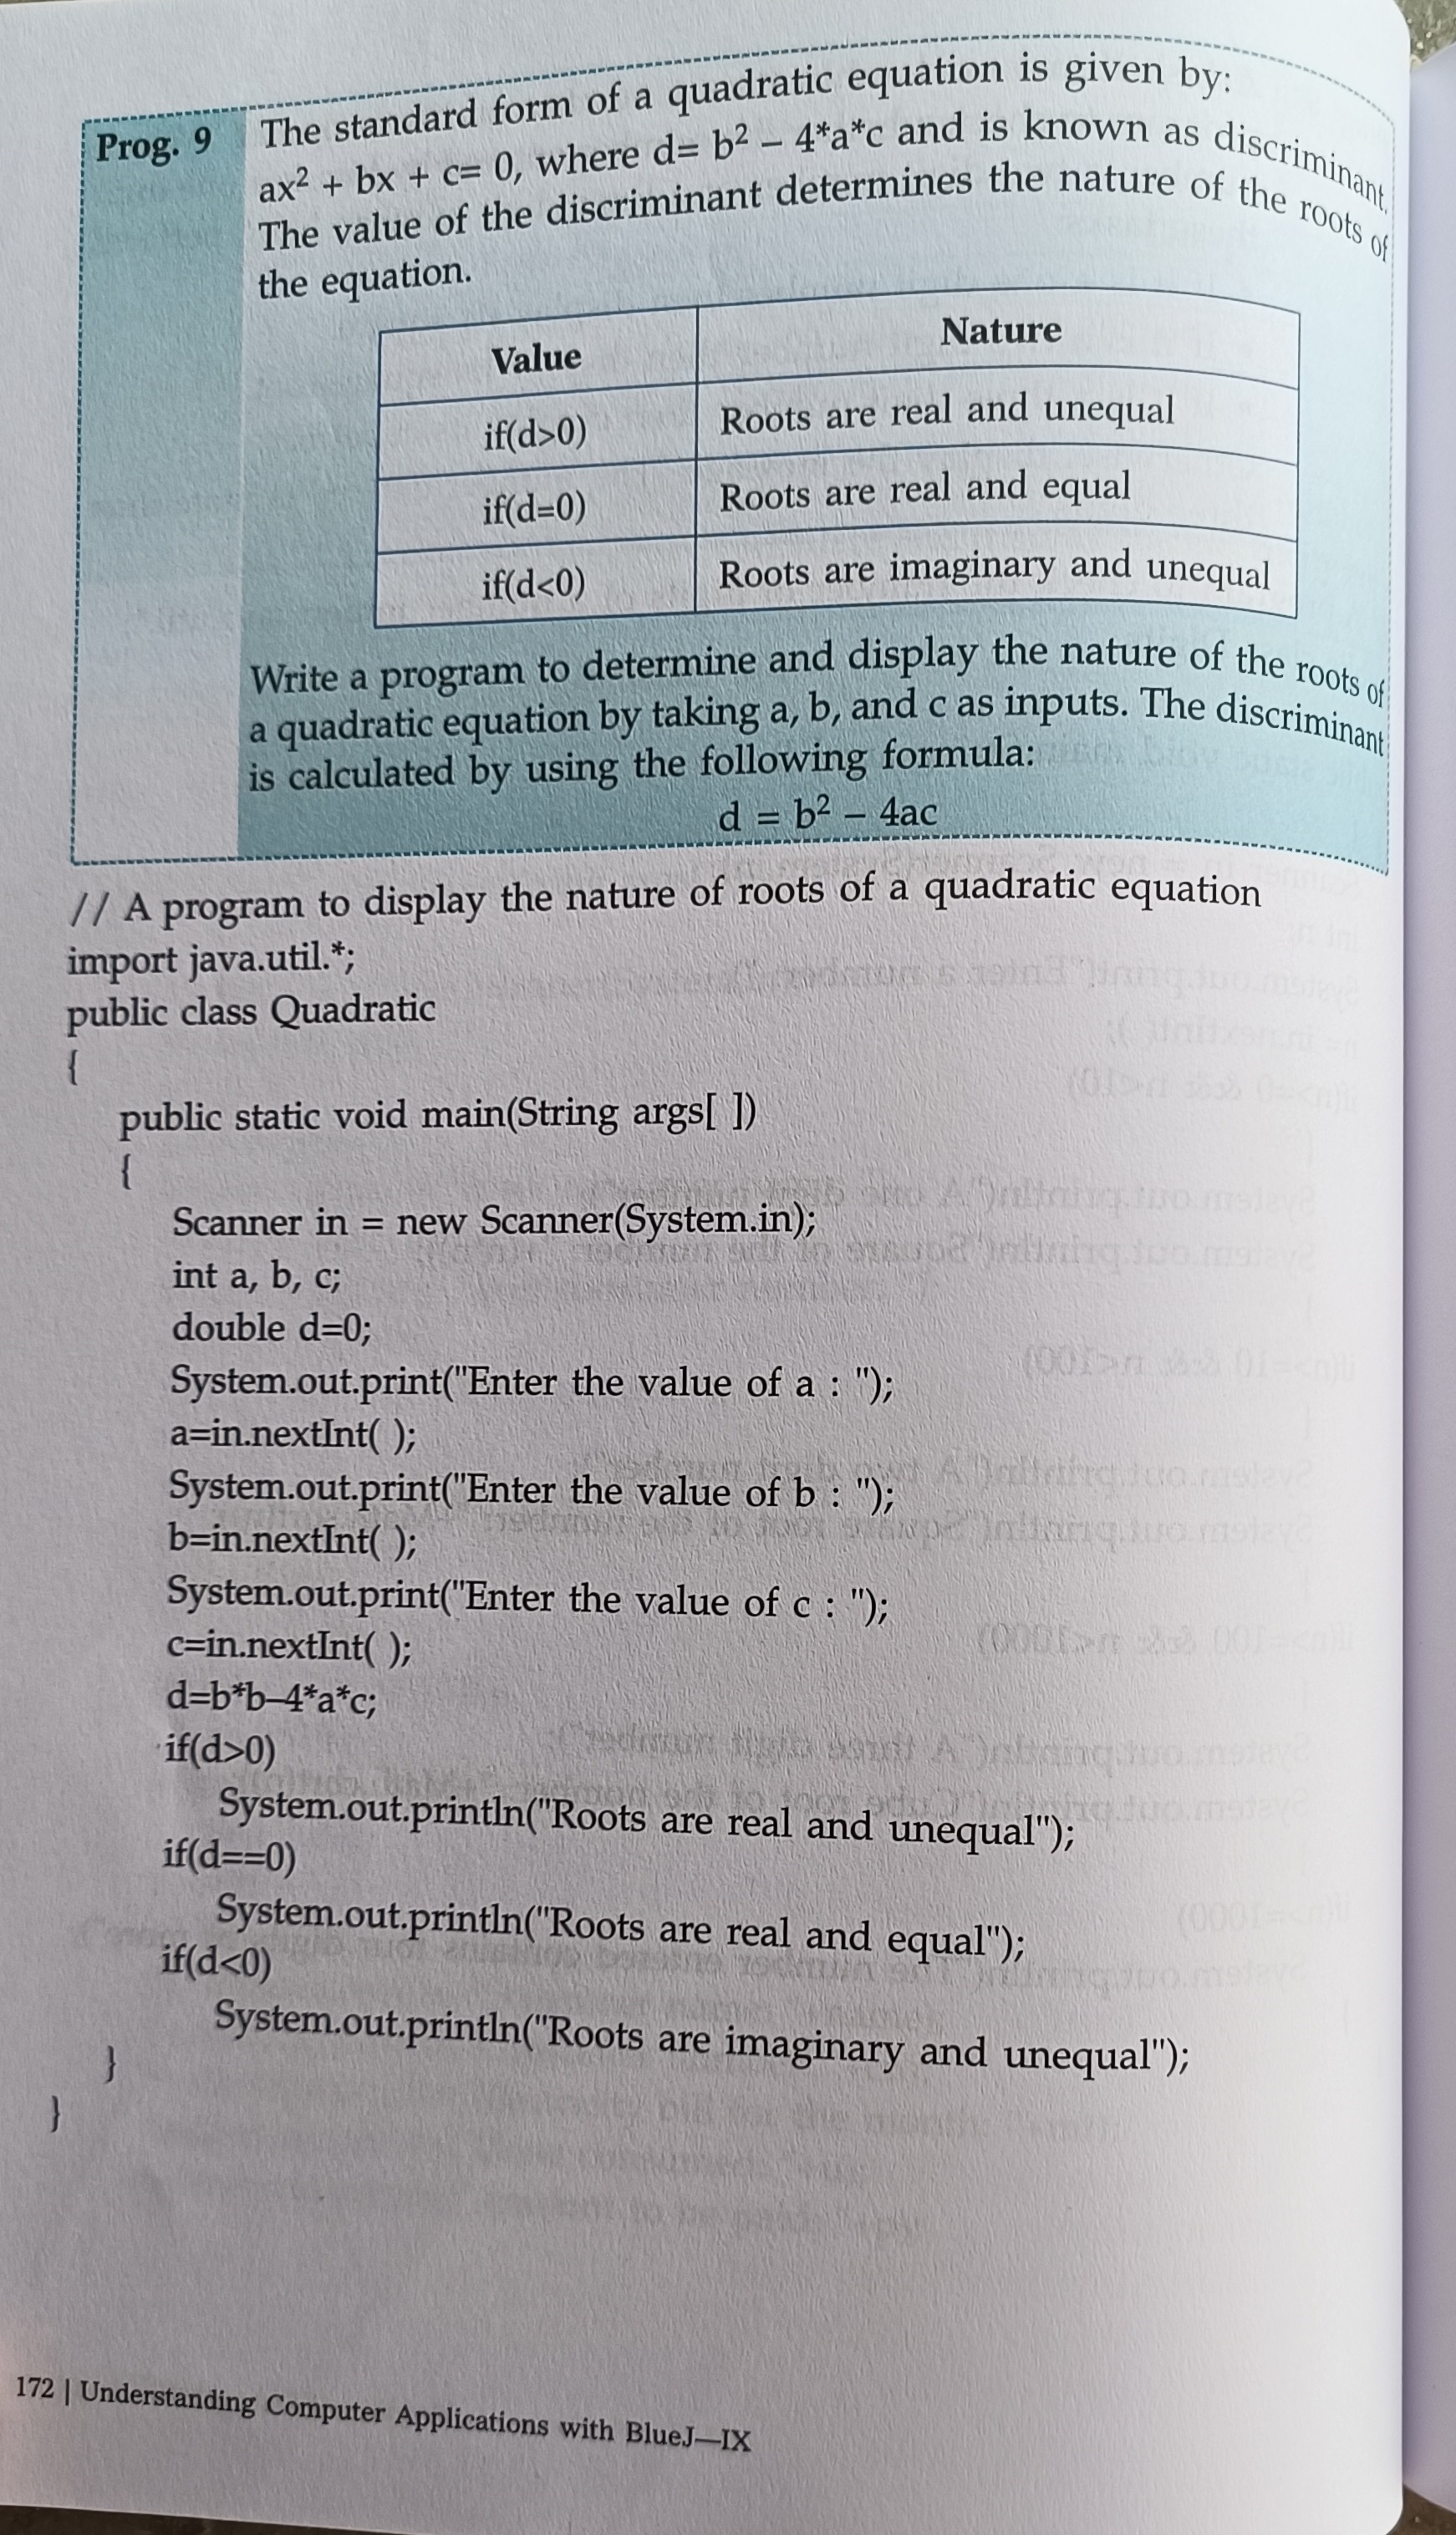 Prog. 9
The standard form of a quadratic equation is given by:
ax² + bx + c= 0, where d= b² – 4*a*c and is known as discriminant.
The value of the discriminant determines the nature of the roots of
the equation.
Value Nature
if(d>0) Roots are real and unequal
if(d=0) Roots are real and equal
if(d<0) Roots are imaginary and unequal
Write a program to determine and display the nature of the roots of
a quadratic equation by taking a, b, and c as inputs. The discriminant
is calculated by using the following formula:
d = b² – 4ac
// A program to display the nature of roots of a quadratic equation
import java.util.*;
public class Quadratic
{
public static void main(String args[ ])
{
Scanner in = new Scanner(System.in);
int a, b, c;
double d=0;
System.out.print("Enter the value of a : ");
a=in.nextInt( );
System.out.print("Enter the value of b : ");
b=in.nextInt( );
System.out.print("Enter the value of c : ");
c=in.nextInt( );
d=b*b–4*a*c;
if(d>0)
System.out.println("Roots are real and unequal");
if(d==0)
System.out.println("Roots are real and equal");
if(d<0)
System.out.println("Roots are imaginary and unequal");
}
}
172 | Understanding Computer Applications with BlueJ—IX